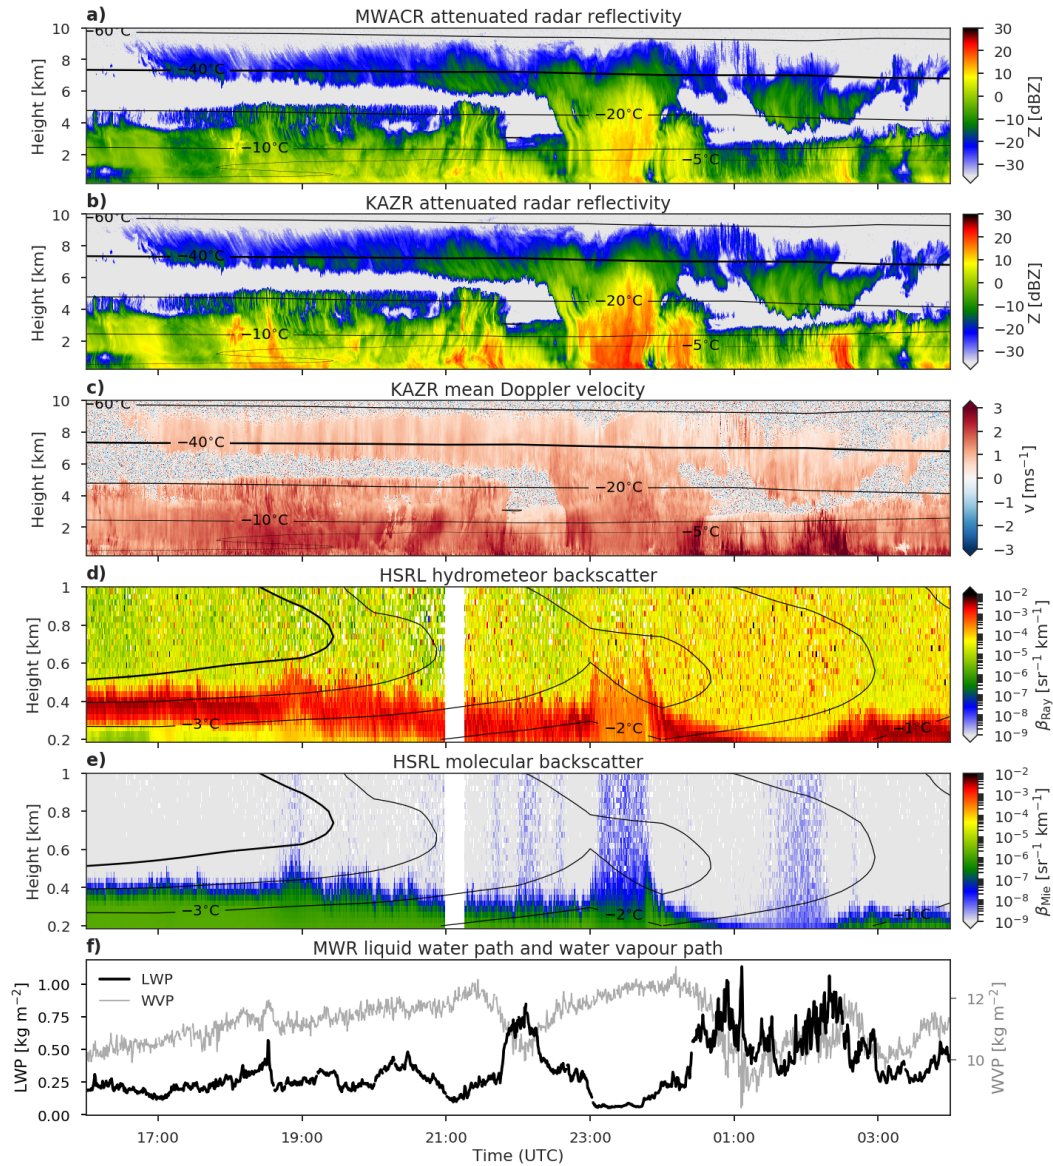 a) MWACR attenuated radar reflectivity
Height [km]
10
8
6
4
2
−60°C
−40°C
−20°C
−10°C
−5°C
30
20
10
0
−10
−20
−30
Z [dBZ]
b) KAZR attenuated radar reflectivity
Height [km]
10
8
6
4
2
−60°C
−40°C
−20°C
−10°C
−5°C
30
20
10
0
−10
−20
−30
Z [dBZ]
c) KAZR mean Doppler velocity
Height [km]
10
8
6
4
2
−60°C
−40°C
−20°C
−10°C
−5°C
3
2
1
0
−1
−2
−3
v [ms⁻¹]
d) HSRL hydrometeor backscatter
Height [km]
1
0.8
0.6
0.4
0.2
−3°C
−2°C
−1°C
10⁻²
10⁻³
10⁻⁴
10⁻⁵
10⁻⁶
10⁻⁷
10⁻⁸
10⁻⁹
βRay [sr⁻¹ km⁻¹]
e) HSRL molecular backscatter
Height [km]
1
0.8
0.6
0.4
0.2
−3°C
−2°C
−1°C
10⁻²
10⁻³
10⁻⁴
10⁻⁵
10⁻⁶
10⁻⁷
10⁻⁸
10⁻⁹
βMie [sr⁻¹ km⁻¹]
f) MWR liquid water path and water vapour path
LWP [kg m⁻²]
1.00
0.75
0.50
0.25
0.00
LWP
WVP
12
10
WVP [kg m⁻²]
17:00 19:00 21:00 23:00 01:00 03:00
Time (UTC)